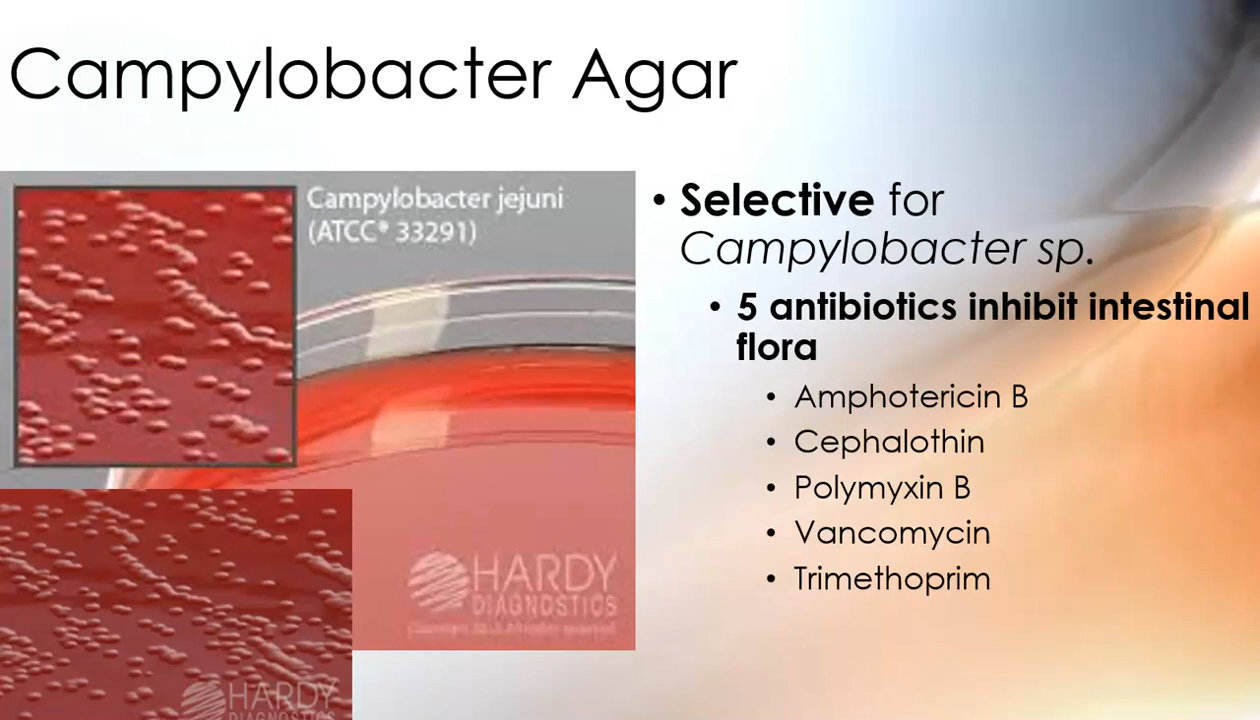 Campylobacter Agar
Campylobacter jejuni
(ATCC® 33291)
HARDY
DIAGNOSTICS
HARDY
DIAGNOSTICS
• Selective for
Campylobacter sp.
• 5 antibiotics inhibit intestinal
flora
• Amphotericin B
• Cephalothin
• Polymyxin B
• Vancomycin
• Trimethoprim